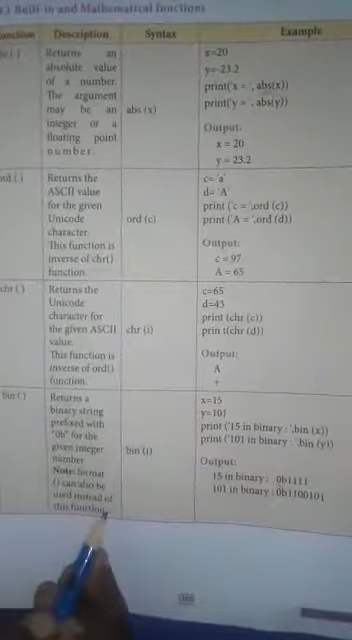 Built-in and Mathematical functions
Function Description Syntax Example
Returns an
absolute value
of a number.
The argument
may be an
integer or a
floating point
number.
abs (x)
x=20
y=-23.2
print('x = , abs(x))
print('y = , abs(y))
Output:
x = 20
y = 23.2
ord ( )
Returns the
ASCII value
for the given
Unicode
character.
This function is
inverse of chr()
function.
ord (c)
c= 'a'
d= 'A'
print ('c = ',ord (c))
print ('A = ',ord (d))
Output:
c = 97
A = 65
chr ( )
Returns the
Unicode
character for
the given ASCII
value.
This function is
inverse of ord()
function.
chr (i)
c=65
d=43
print (chr (c))
prin t(chr (d))
Output:
A
+
bin ( )
Returns a
binary string
prefixed with
"0b" for the
given integer
number.
Note: format
() can also be
used instead of
this function.
bin (i)
x=15
y=101
print ('15 in binary : ',bin (x))
print ('101 in binary : ',bin (y))
Output:
15 in binary : 0b1111
101 in binary : 0b1100101